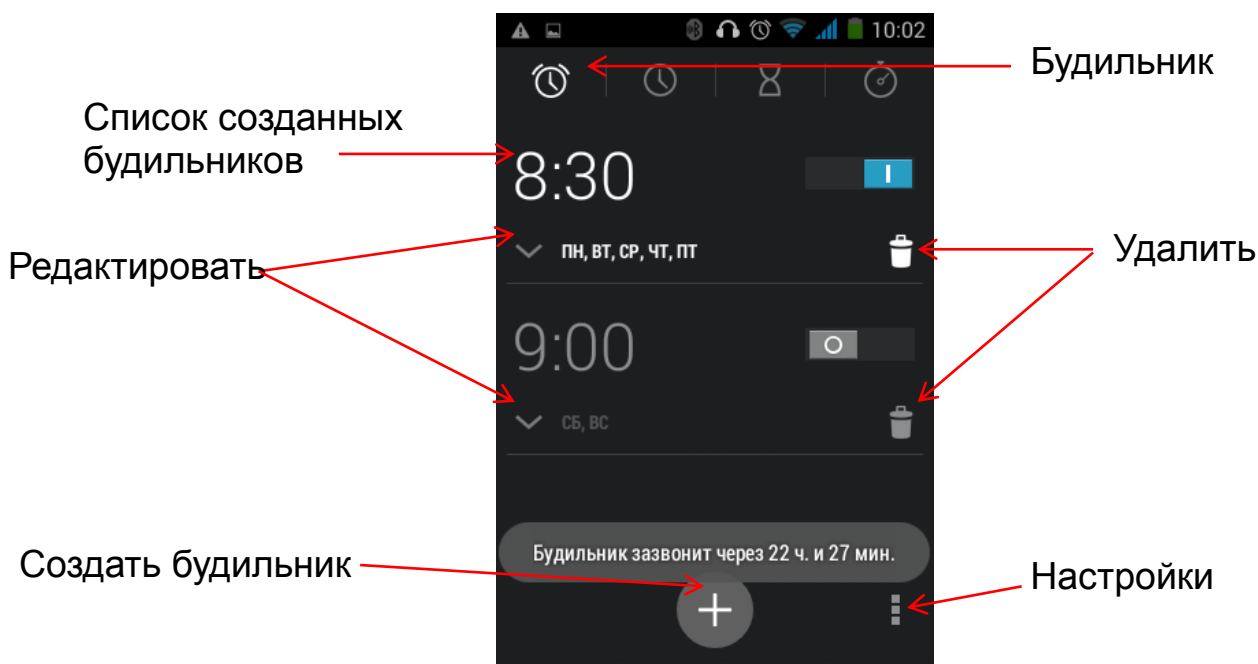 10:02
Будильник
Список созданных
будильников
8:30
Редактировать
ПН, ВТ, СР, ЧТ, ПТ
Удалить
9:00
СБ, ВС
Будильник зазвонит через 22 ч. и 27 мин.
Создать будильник
Настройки